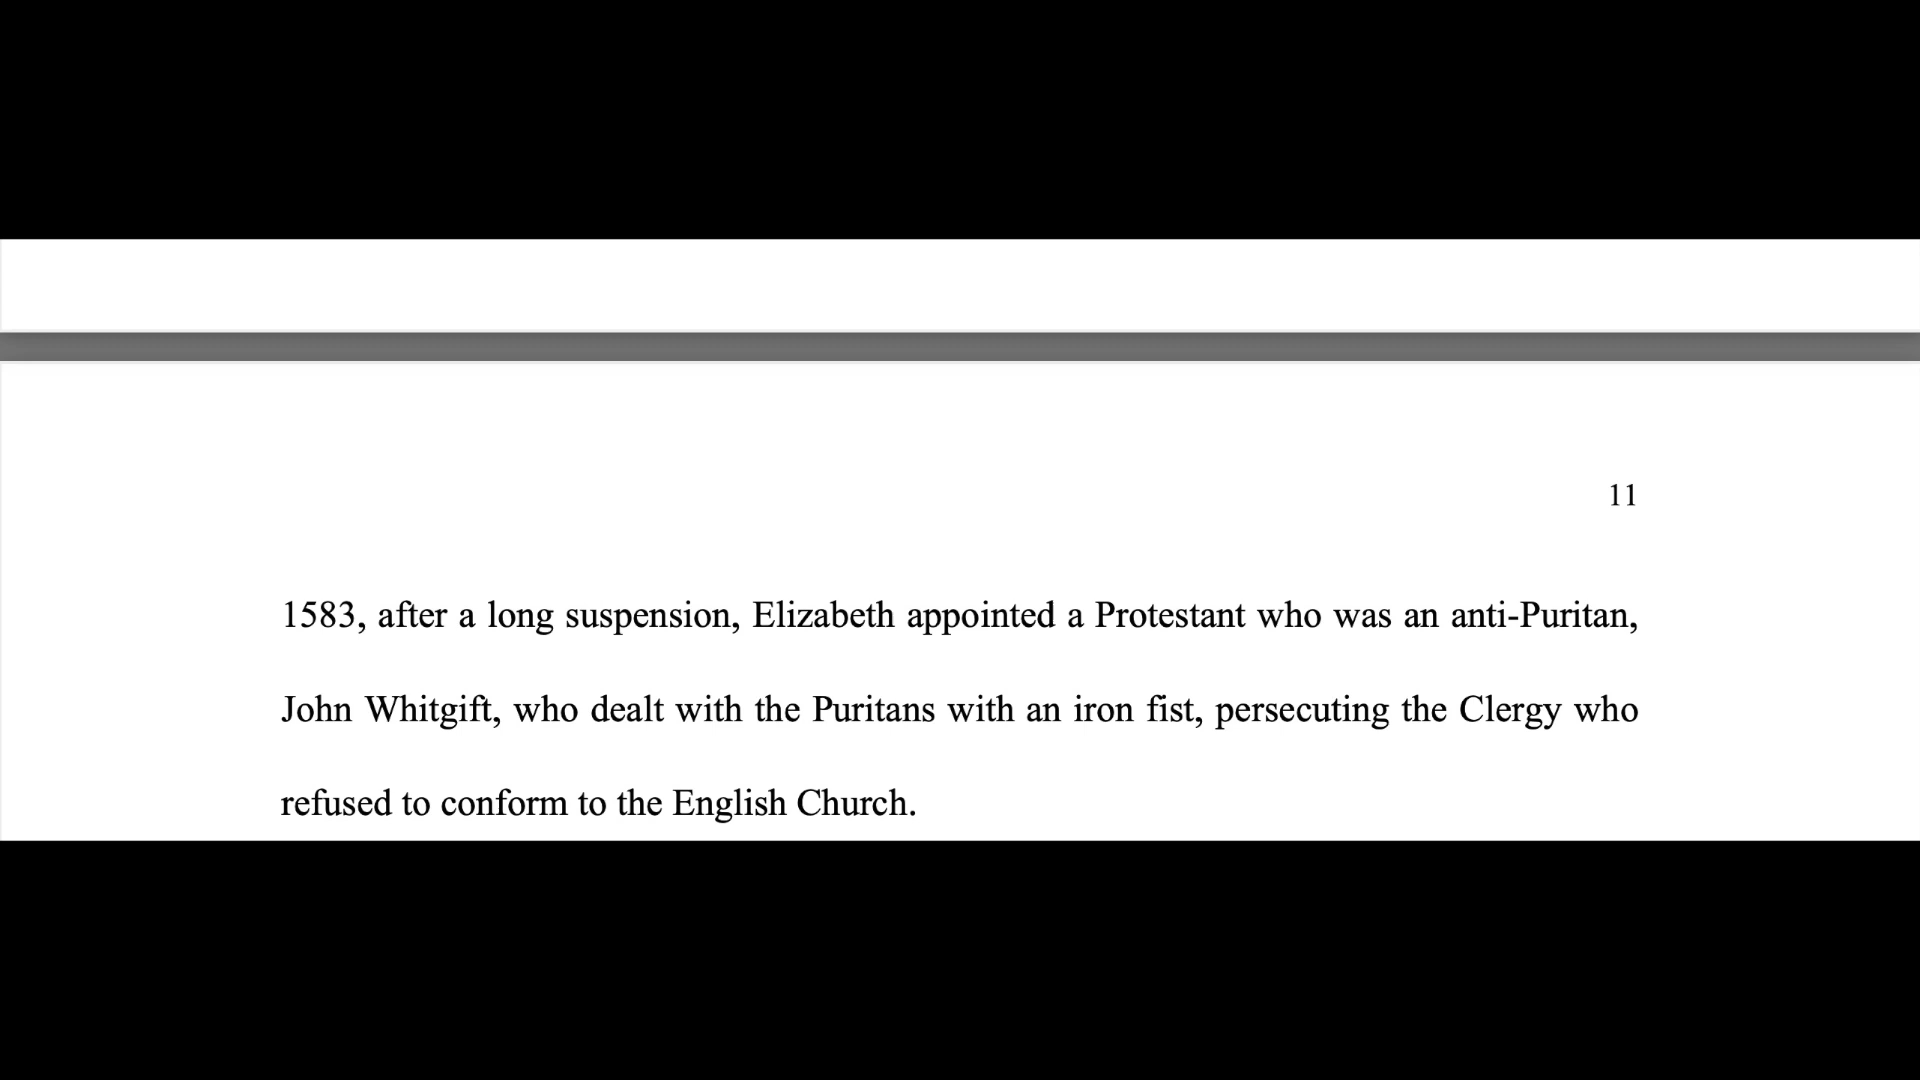 11
1583, after a long suspension, Elizabeth appointed a Protestant who was an anti-Puritan,
John Whitgift, who dealt with the Puritans with an iron fist, persecuting the Clergy who
refused to conform to the English Church.